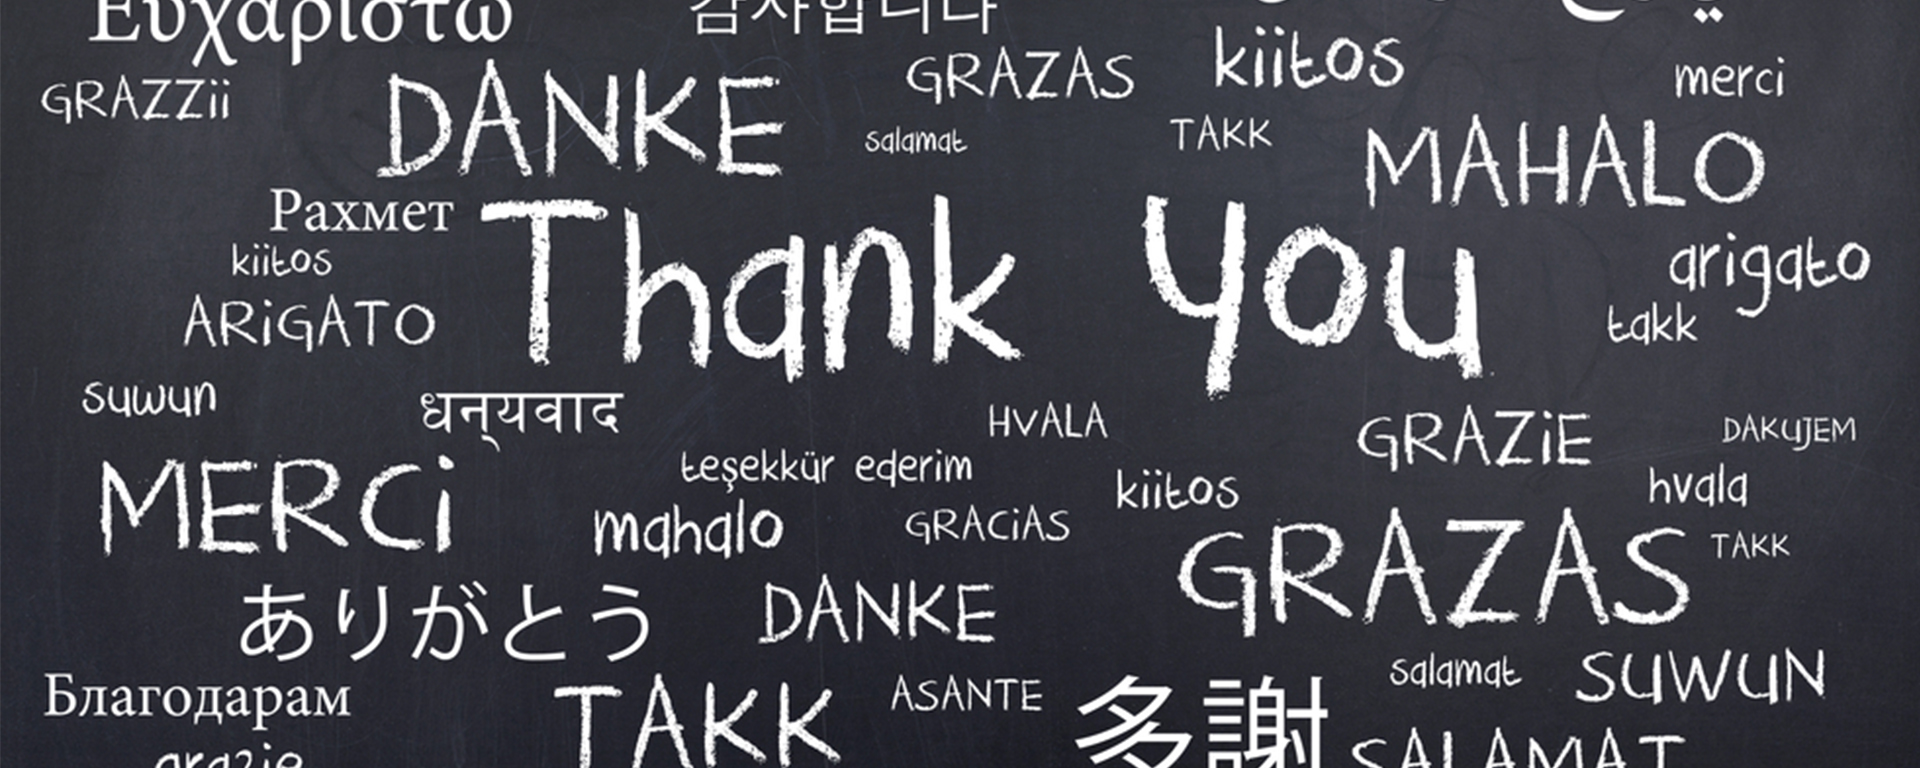 Ευχαριστώ
감사합니다
GRAZZii
DANKE
GRAZAS
kiitos
merci
salamat
TAKK
MAHALO
Рахмет
Thank you
kiitos
arigato
ARiGATO
takk
suwun
धन्यवाद
HVALA
GRAZiE
DAKUJEM
MERCi
teşekkür ederim
kiitos
hvala
mahalo
GRACiAS
GRAZAS
TAKK
ありがとう
DANKE
salamat
SUWUN
Благодарам
TAKK
ASANTE
多謝
SALAMAT
grazie